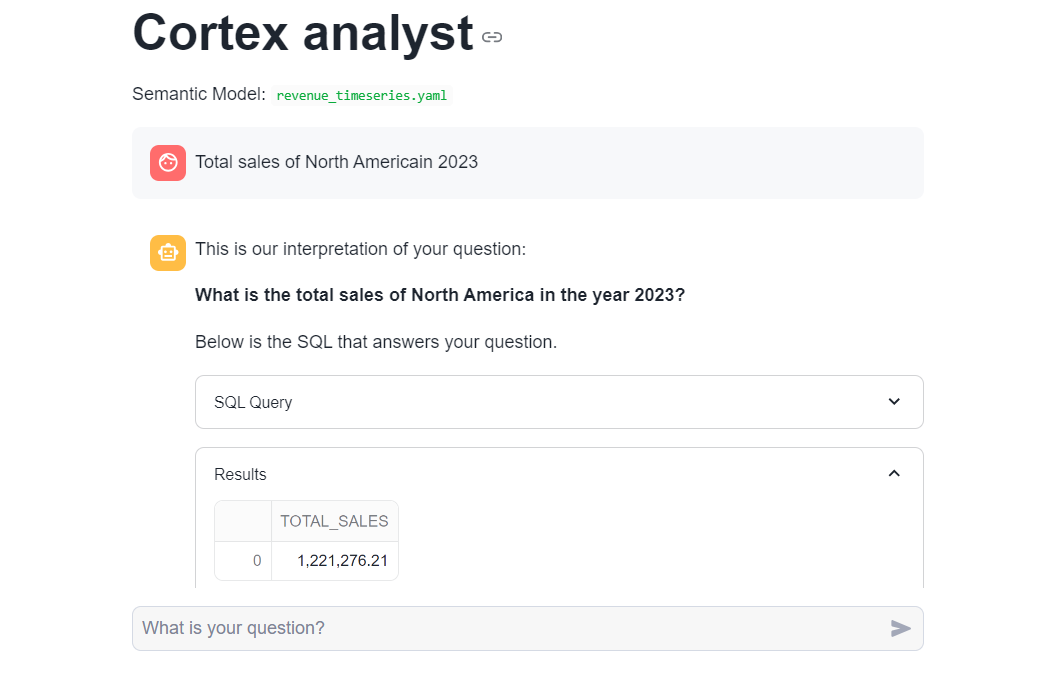 Cortex analyst
Semantic Model: revenue_timeseries.yaml
Total sales of North Americain 2023
This is our interpretation of your question:
What is the total sales of North America in the year 2023?
Below is the SQL that answers your question.
SQL Query
Results
TOTAL_SALES
0 1,221,276.21
What is your question?